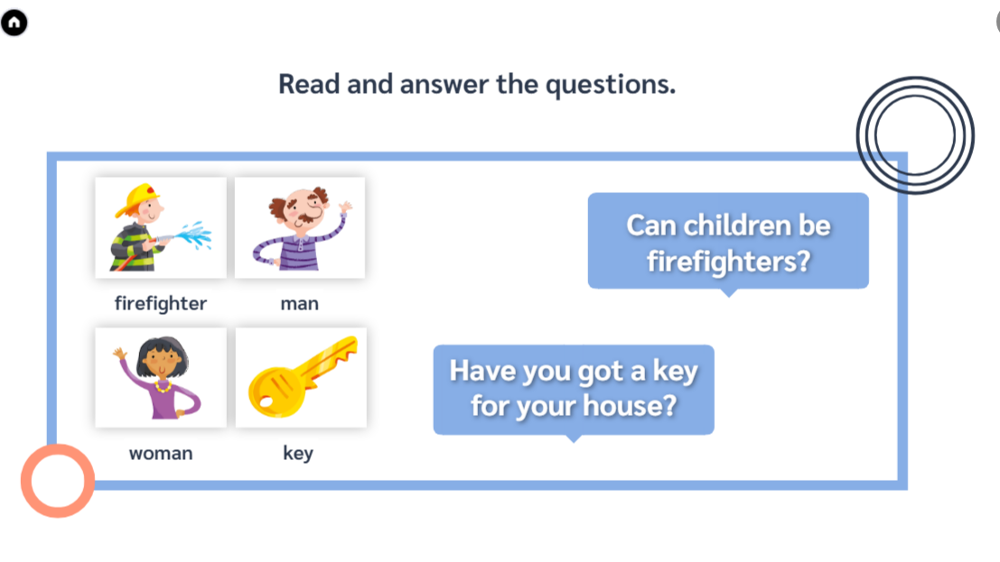 Read and answer the questions.
firefighter
man
woman
key
Can children be
firefighters?
Have you got a key
for your house?